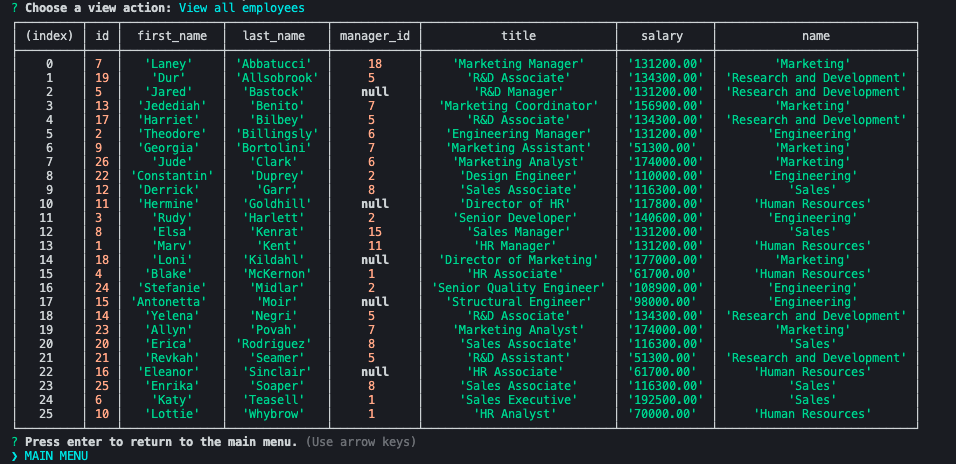 ? Choose a view action: View all employees
(index) id first_name last_name manager_id title salary name
0 7 'Laney' 'Abbatucci' 18 'Marketing Manager' '131200.00' 'Marketing'
1 19 'Dur' 'Allsobrook' 5 'R&D Associate' '134300.00' 'Research and Development'
2 5 'Jared' 'Bastock' null 'R&D Manager' '131200.00' 'Research and Development'
3 13 'Jedediah' 'Benito' 7 'Marketing Coordinator' '156900.00' 'Marketing'
4 17 'Harriet' 'Bilbey' 5 'R&D Associate' '134300.00' 'Research and Development'
5 2 'Theodore' 'Billingsly' 6 'Engineering Manager' '131200.00' 'Engineering'
6 9 'Georgia' 'Bortolini' 7 'Marketing Assistant' '51300.00' 'Marketing'
7 26 'Jude' 'Clark' 6 'Marketing Analyst' '174000.00' 'Marketing'
8 22 'Constantin' 'Duprey' 2 'Design Engineer' '110000.00' 'Engineering'
9 12 'Derrick' 'Garr' 8 'Sales Associate' '116300.00' 'Sales'
10 11 'Hermine' 'Goldhill' null 'Director of HR' '117800.00' 'Human Resources'
11 3 'Rudy' 'Harlett' 2 'Senior Developer' '140600.00' 'Engineering'
12 8 'Elsa' 'Kenrat' 15 'Sales Manager' '131200.00' 'Sales'
13 1 'Marv' 'Kent' 11 'HR Manager' '131200.00' 'Human Resources'
14 18 'Loni' 'Kildahl' null 'Director of Marketing' '177000.00' 'Marketing'
15 4 'Blake' 'McKernon' 1 'HR Associate' '61700.00' 'Human Resources'
16 24 'Stefanie' 'Midlar' 2 'Senior Quality Engineer' '108900.00' 'Engineering'
17 15 'Antonetta' 'Moir' null 'Structural Engineer' '98000.00' 'Engineering'
18 14 'Yelena' 'Negri' 5 'R&D Associate' '134300.00' 'Research and Development'
19 23 'Allyn' 'Povah' 7 'Marketing Analyst' '174000.00' 'Marketing'
20 20 'Erica' 'Rodriguez' 8 'Sales Associate' '116300.00' 'Sales'
21 21 'Revkah' 'Seamer' 5 'R&D Assistant' '51300.00' 'Research and Development'
22 16 'Eleanor' 'Sinclair' null 'HR Associate' '61700.00' 'Human Resources'
23 25 'Enrika' 'Soaper' 8 'Sales Associate' '116300.00' 'Sales'
24 6 'Katy' 'Teasell' 1 'Sales Executive' '192500.00' 'Sales'
25 10 'Lottie' 'Whybrow' 1 'HR Analyst' '70000.00' 'Human Resources'
? Press enter to return to the main menu. (Use arrow keys)
❯ MAIN MENU